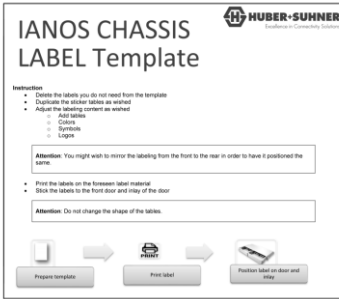 IANOS CHASSIS
LABEL Template
HUBER+SUHNER
Excellence in Connectivity Solutions
Instruction
• Delete the labels you do not need from the template
• Duplicate the sticker tables as wished
• Adjust the labeling content as wished
o Add tables
o Colors
o Symbols
o Logos
Attention: You might wish to mirror the labeling from the front to the rear in order to have it positioned the
same.
• Print the labels on the foreseen label material
• Stick the labels to the front door and inlay of the door
Attention: Do not change the shape of the tables.
PRINT
Prepare template
Print label
Position label on door and
inlay